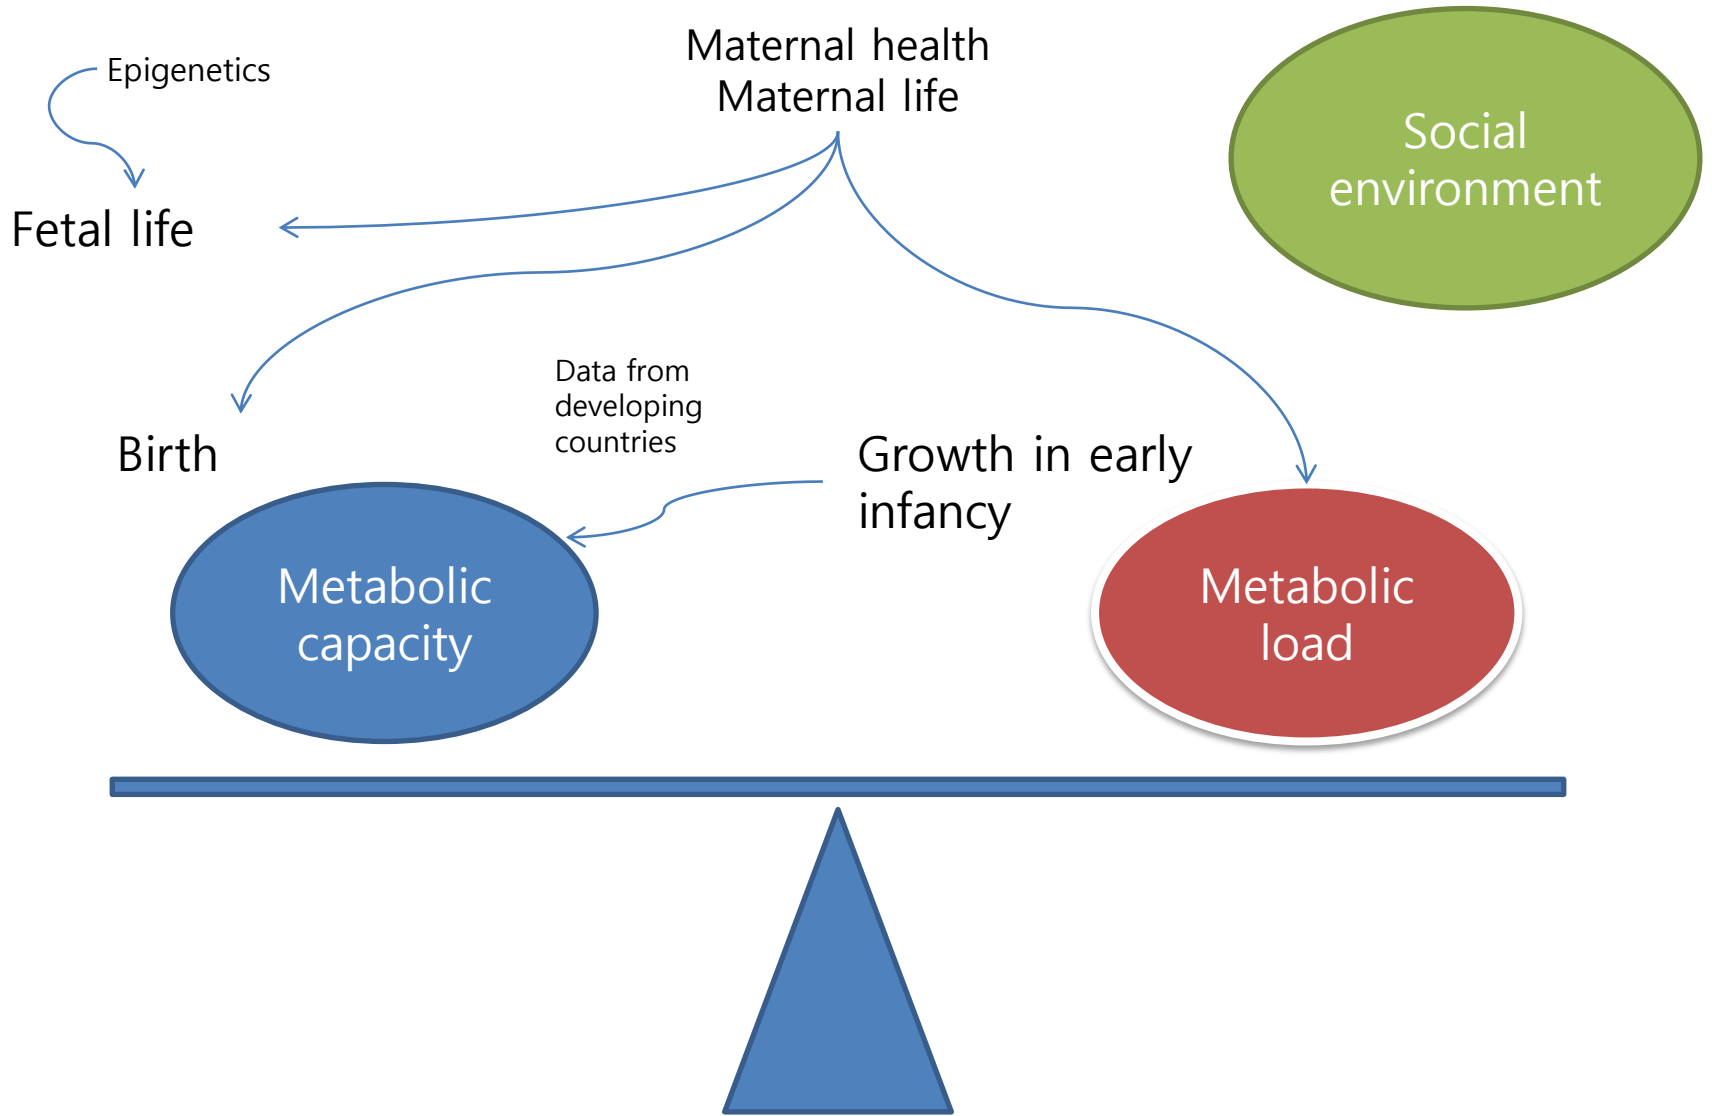 Epigenetics
Maternal health
Maternal life
Social
environment
Fetal life
Data from
developing
countries
Birth
Growth in early
infancy
Metabolic
capacity
Metabolic
load